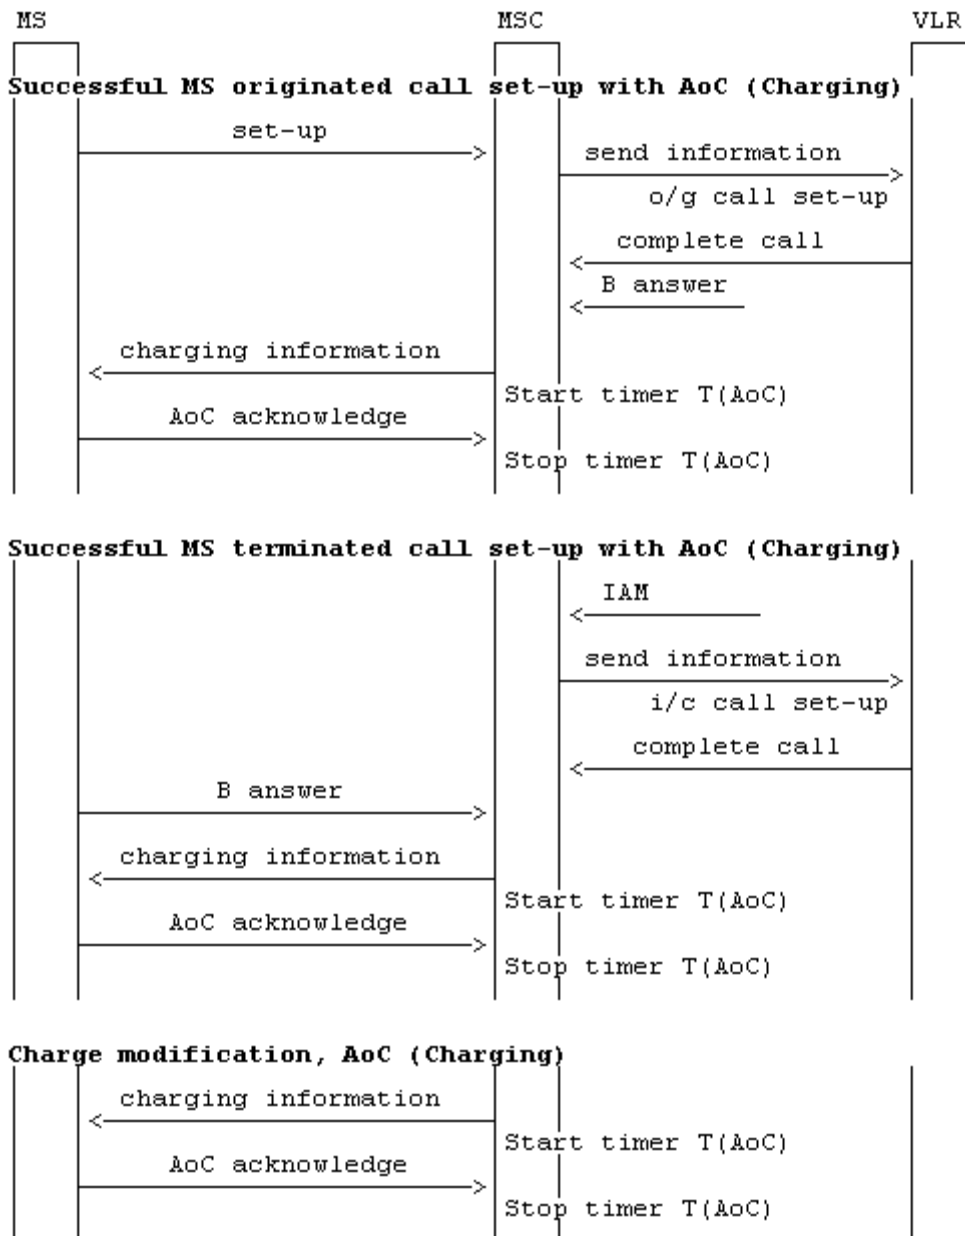 MS MSC VLR
Successful MS originated call set-up with AoC (Charging)
set-up
send information
o/g call set-up
complete call
B answer
charging information
Start timer T(AoC)
AoC acknowledge
Stop timer T(AoC)
Successful MS terminated call set-up with AoC (Charging)
IAM
send information
i/c call set-up
complete call
B answer
charging information
Start timer T(AoC)
AoC acknowledge
Stop timer T(AoC)
Charge modification, AoC (Charging)
charging information
Start timer T(AoC)
AoC acknowledge
Stop timer T(AoC)